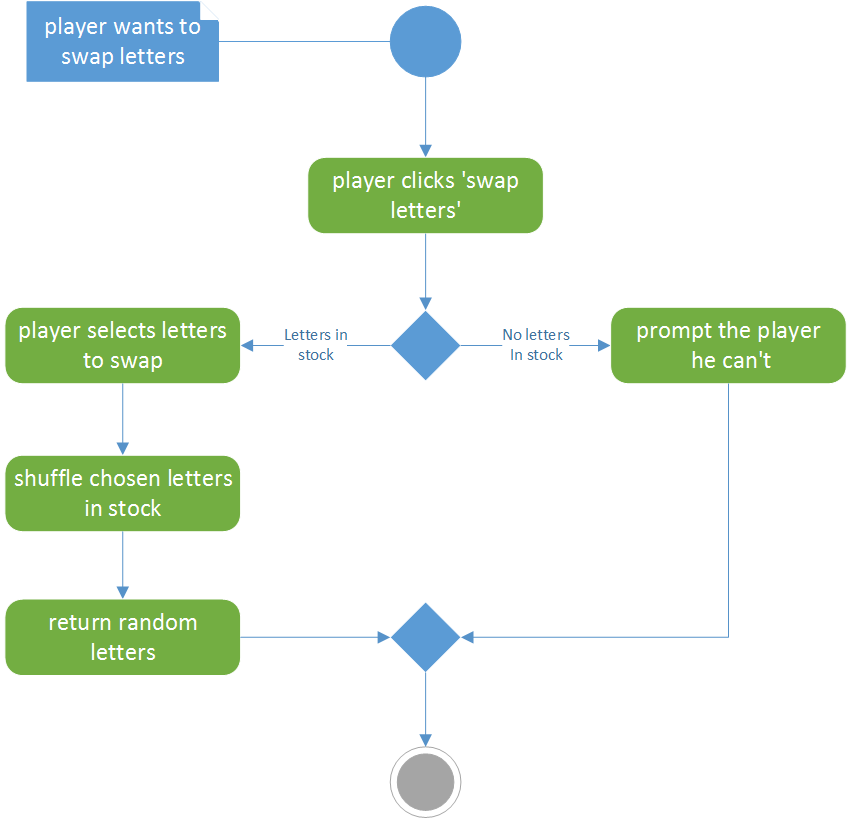 player wants to
swap letters
player clicks 'swap
letters'
player selects letters
to swap
Letters in
stock
No letters
In stock
prompt the player
he can't
shuffle chosen letters
in stock
return random
letters